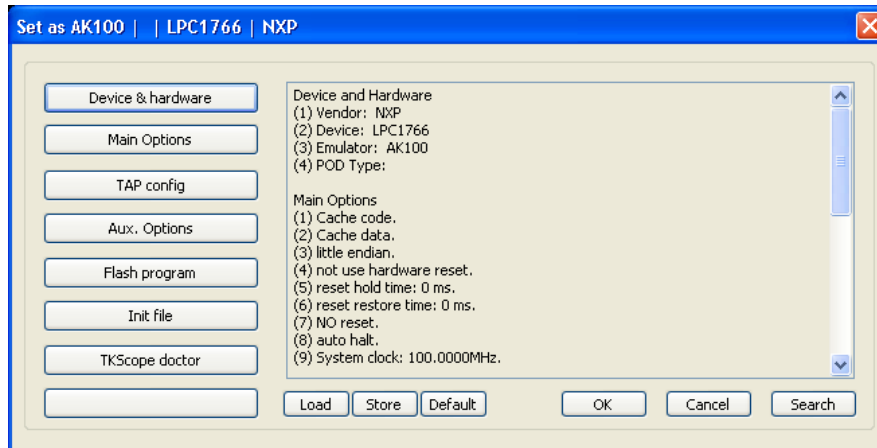 Set as AK100 | | LPC1766 | NXP
Device & hardware
Main Options
TAP config
Aux. Options
Flash program
Init file
TKScope doctor
Device and Hardware
(1) Vendor: NXP
(2) Device: LPC1766
(3) Emulator: AK100
(4) POD Type:
Main Options
(1) Cache code.
(2) Cache data.
(3) little endian.
(4) not use hardware reset.
(5) reset hold time: 0 ms.
(6) reset restore time: 0 ms.
(7) NO reset.
(8) auto halt.
(9) System clock: 100.0000MHz.
Load Store Default OK Cancel Search